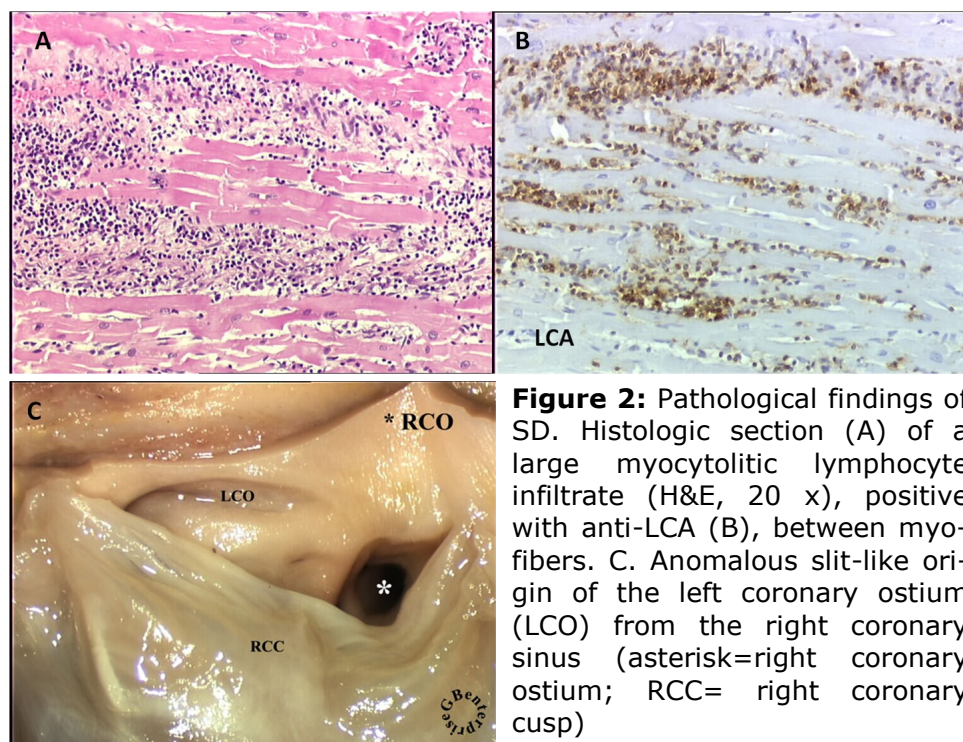 A
B
LCA
C
* RCO
LCO
*
RCC
GBenterprise
Figure 2: Pathological findings of
SD. Histologic section (A) of a
large myocytolitic lymphocyte
infiltrate (H&E, 20 x), positive
with anti-LCA (B), between myo-
fibers. C. Anomalous slit-like ori-
gin of the left coronary ostium
(LCO) from the right coronary
sinus (asterisk=right coronary
ostium; RCC= right coronary
cusp)